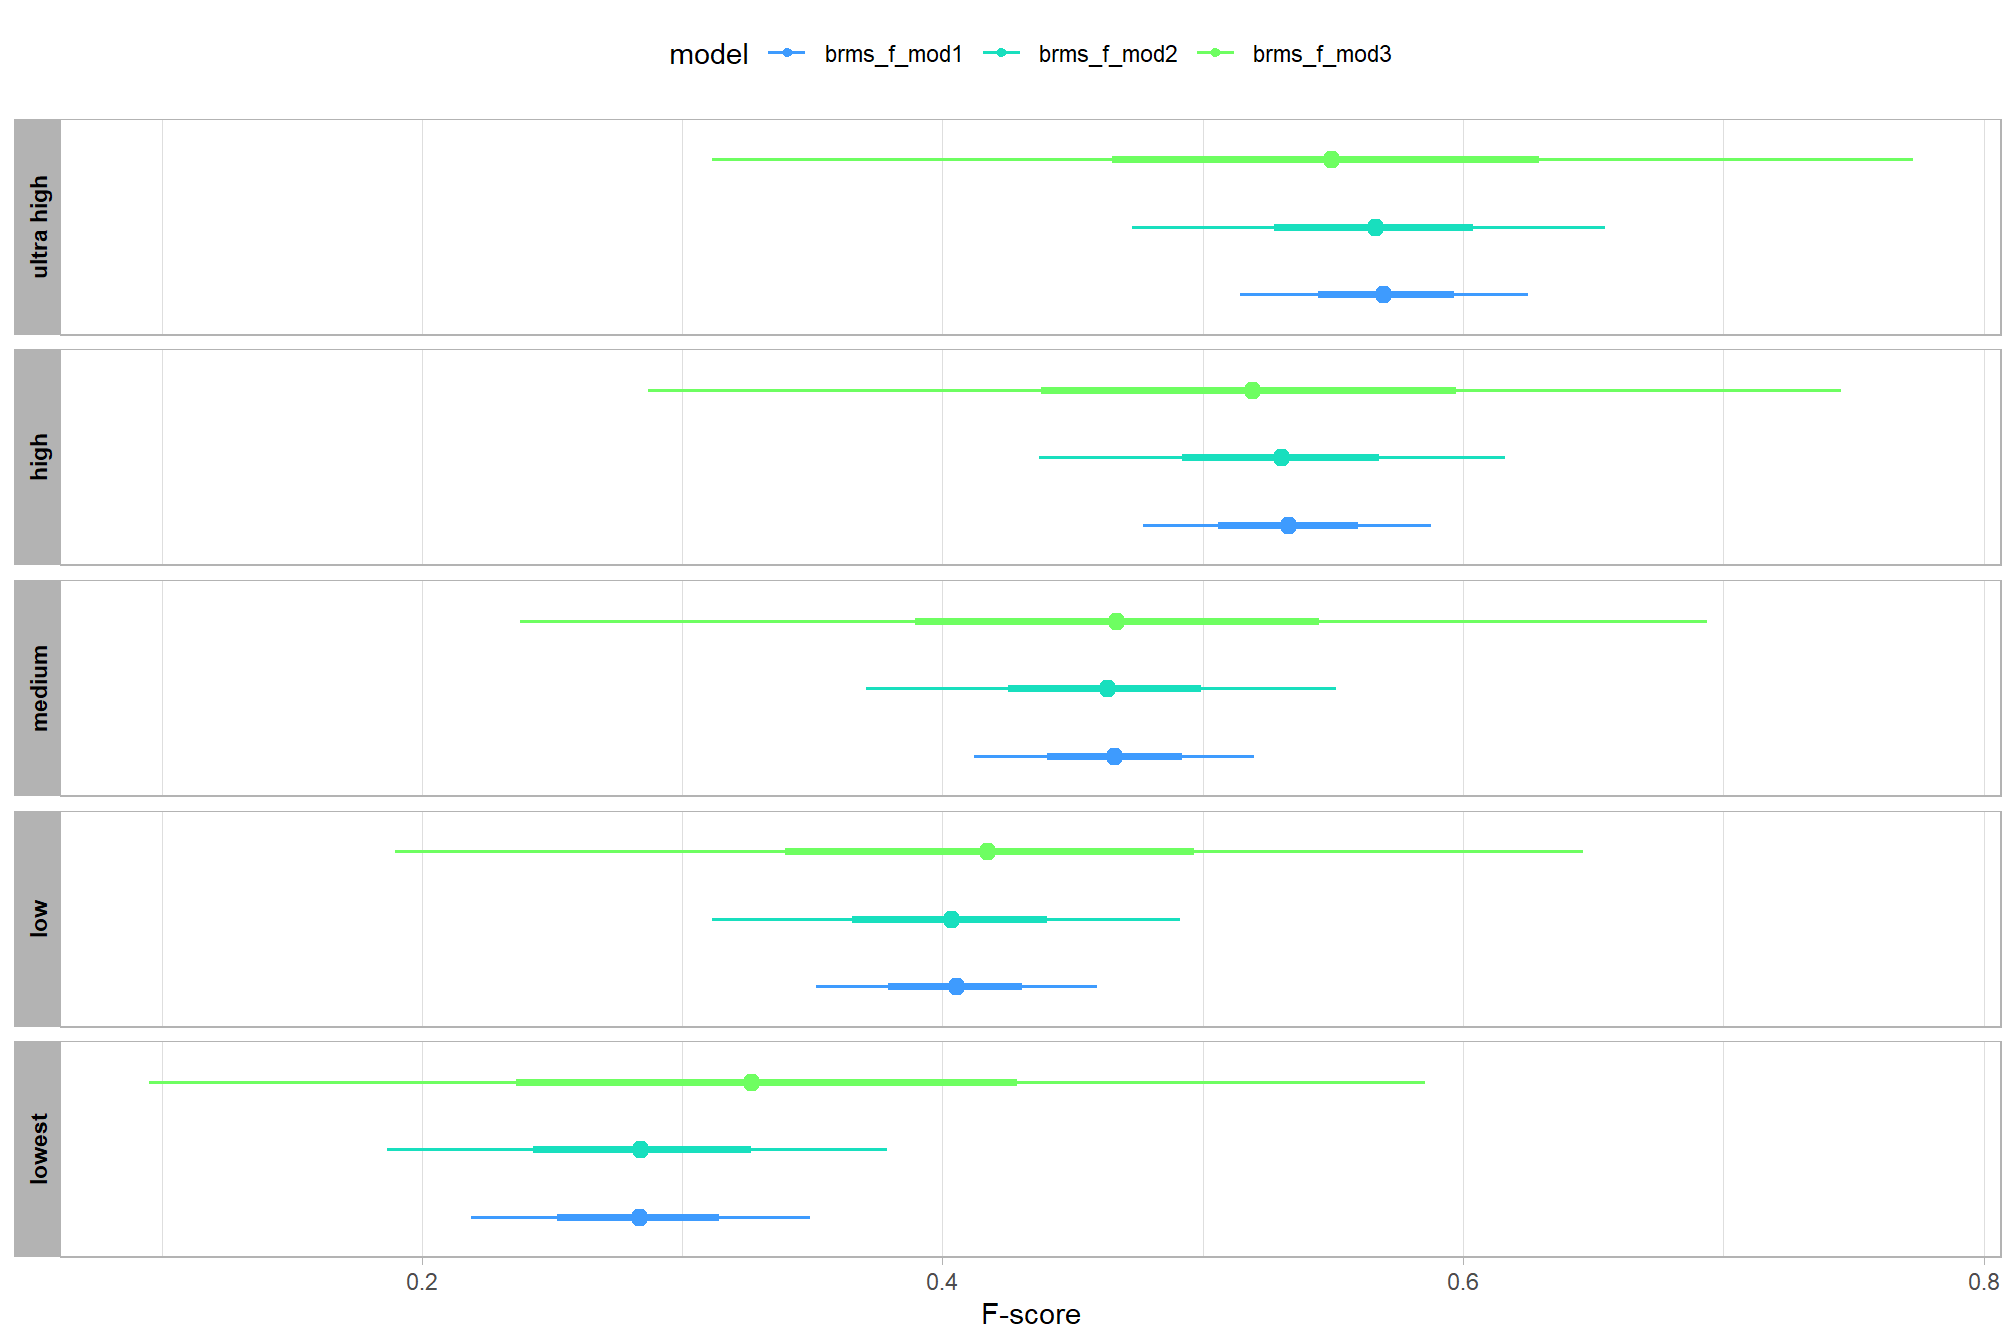 model brms_f_mod1 brms_f_mod2 brms_f_mod3
ultra high
high
medium
low
lowest
0.2 0.4 0.6 0.8
F-score